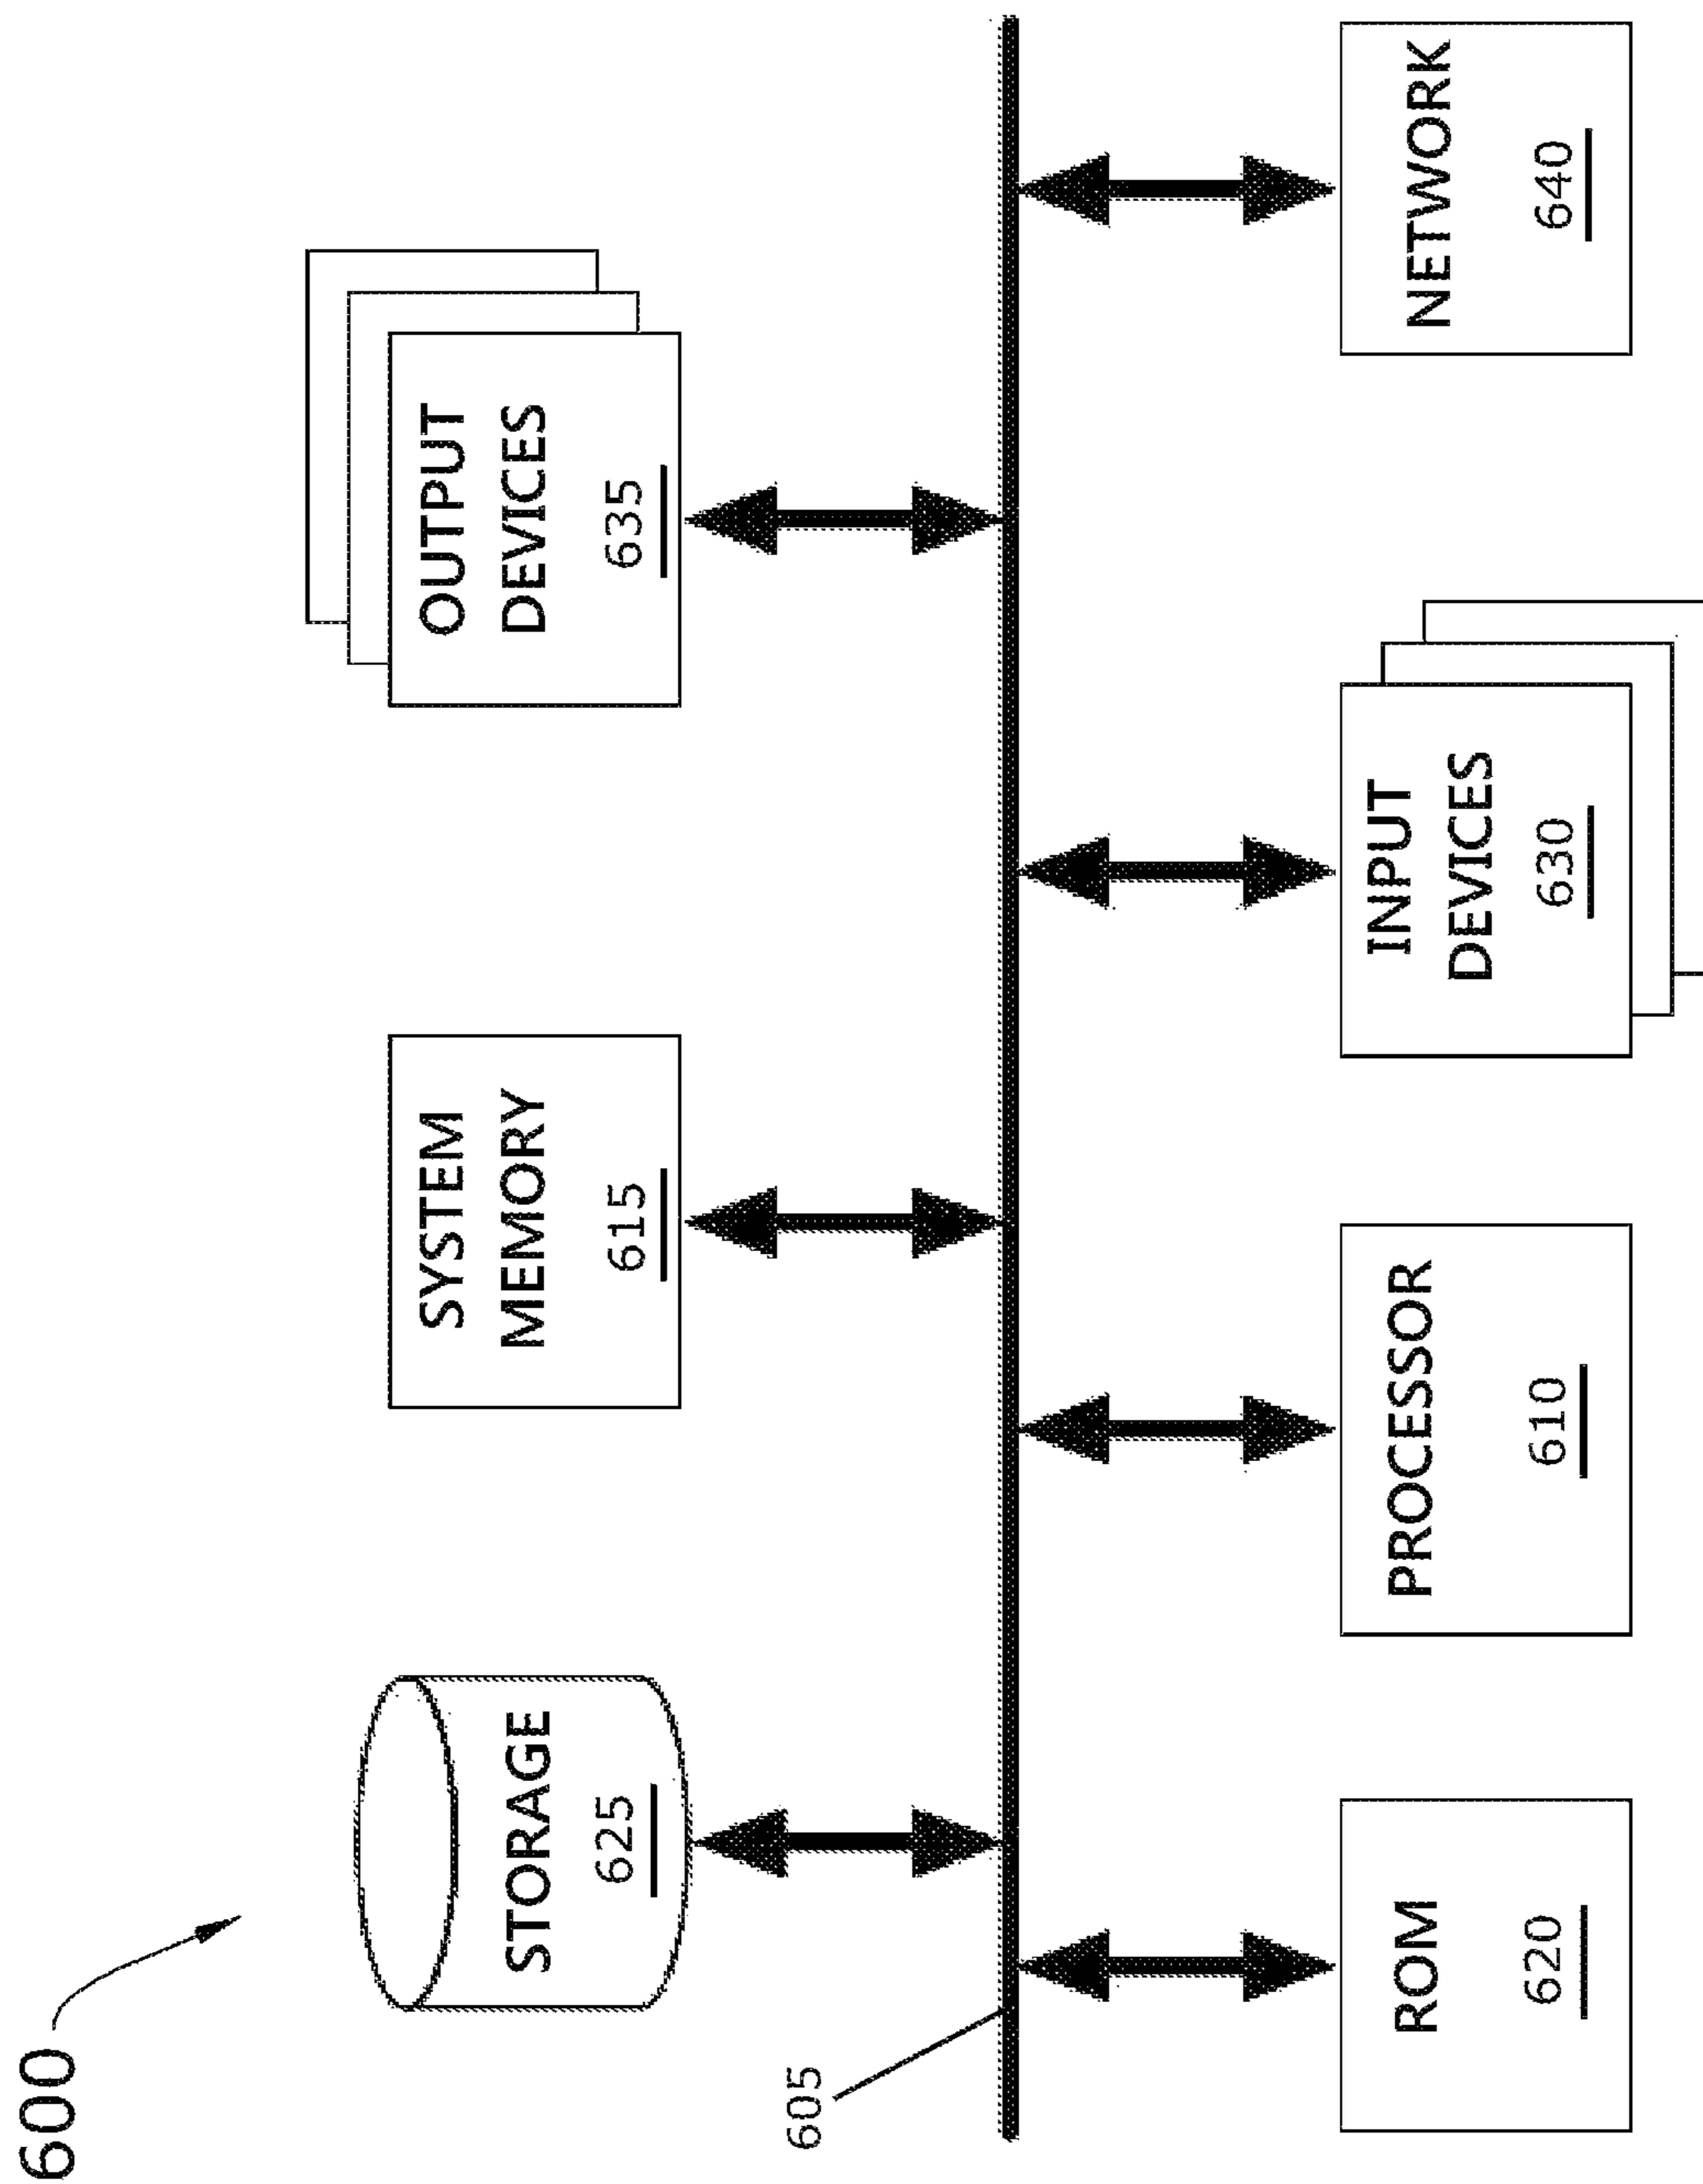 600
STORAGE
625
SYSTEM
MEMORY
615
OUTPUT
DEVICES
635
605
ROM
620
PROCESSOR
610
INPUT
DEVICES
630
NETWORK
640